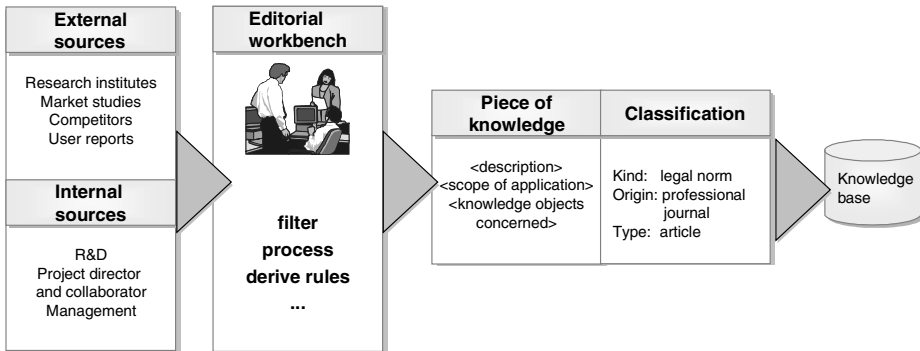 External
sources
Research institutes
Market studies
Competitors
User reports
Internal
sources
R&D
Project director
and collaborator
Management
Editorial
workbench
filter
process
derive rules
...
Piece of
knowledge
<description>
<scope of application>
<knowledge objects
concerned>
Classification
Kind: legal norm
Origin: professional
journal
Type: article
Knowledge
base